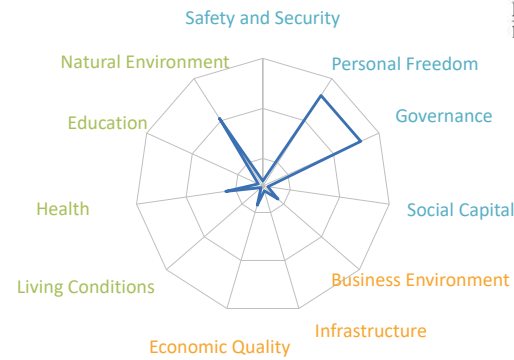 Safety and Security
Personal Freedom
Governance
Social Capital
Business Environment
Infrastructure
Economic Quality
Living Conditions
Health
Education
Natural Environment